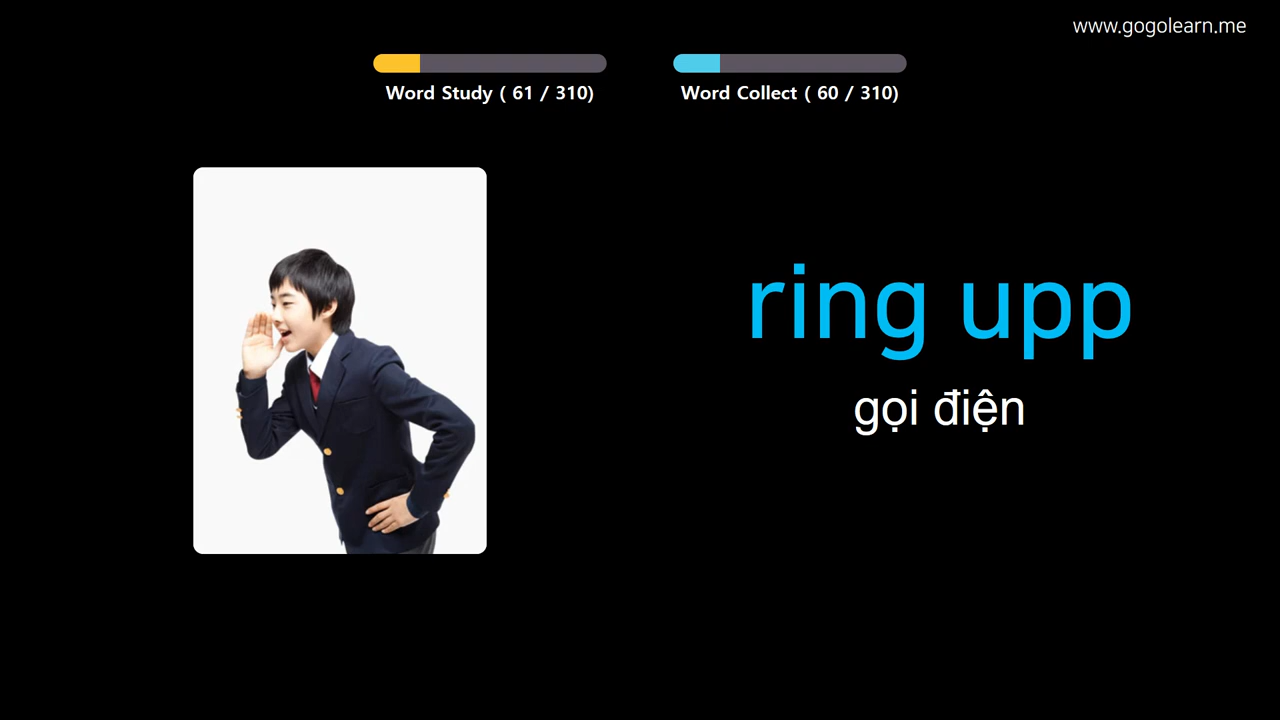 www.gogolearn.me
Word Study ( 61 / 310)
Word Collect ( 60 / 310)
ring upp
gọi điện